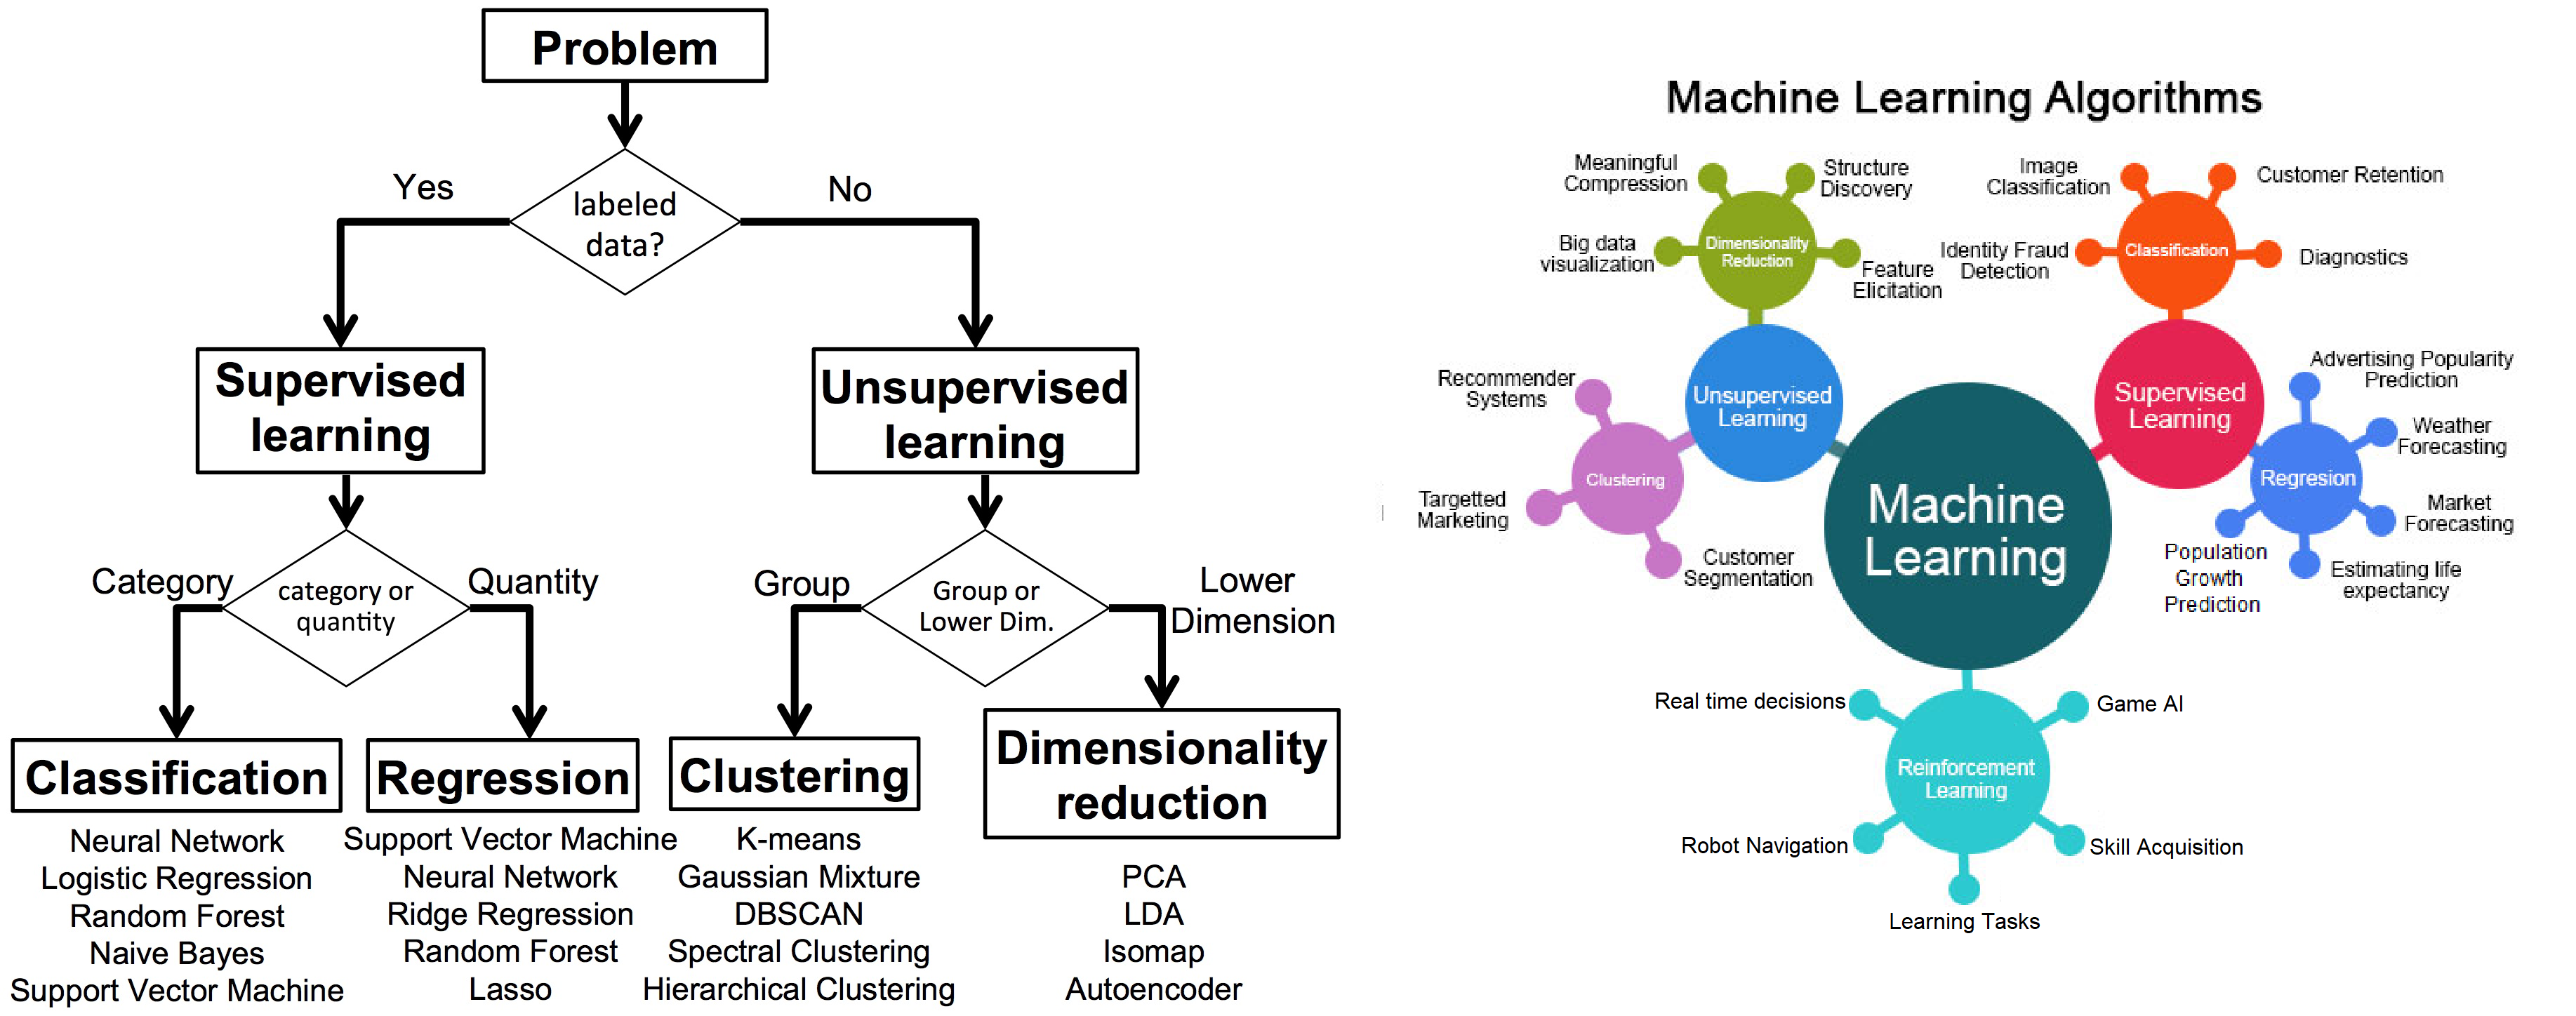 Problem
Yes
labeled
data?
No
Supervised
learning
Unsupervised
learning
Category
category or
quantity
Quantity
Group
Group or
Lower Dim.
Lower
Dimension
Classification
Neural Network
Logistic Regression
Random Forest
Naive Bayes
Support Vector Machine
Regression
Support Vector Machine
Neural Network
Ridge Regression
Random Forest
Lasso
Clustering
K-means
Gaussian Mixture
DBSCAN
Spectral Clustering
Hierarchical Clustering
Dimensionality
reduction
PCA
LDA
Isomap
Autoencoder
Machine Learning Algorithms
Meaningful
Compression
Structure
Discovery
Big data
visualization
Dimensionality
Reduction
Feature
Elicitation
Image
Classification
Customer Retention
Identity Fraud
Detection
Classification
Diagnostics
Recommender
Systems
Unsupervised
Learning
Clustering
Targetted
Marketing
Customer
Segmentation
Machine
Learning
Supervised
Learning
Advertising Popularity
Prediction
Weather
Forecasting
Regresion
Market
Forecasting
Population
Growth
Prediction
Estimating life
expectancy
Real time decisions
Game AI
Reinforcement
Learning
Robot Navigation
Skill Acquisition
Learning Tasks